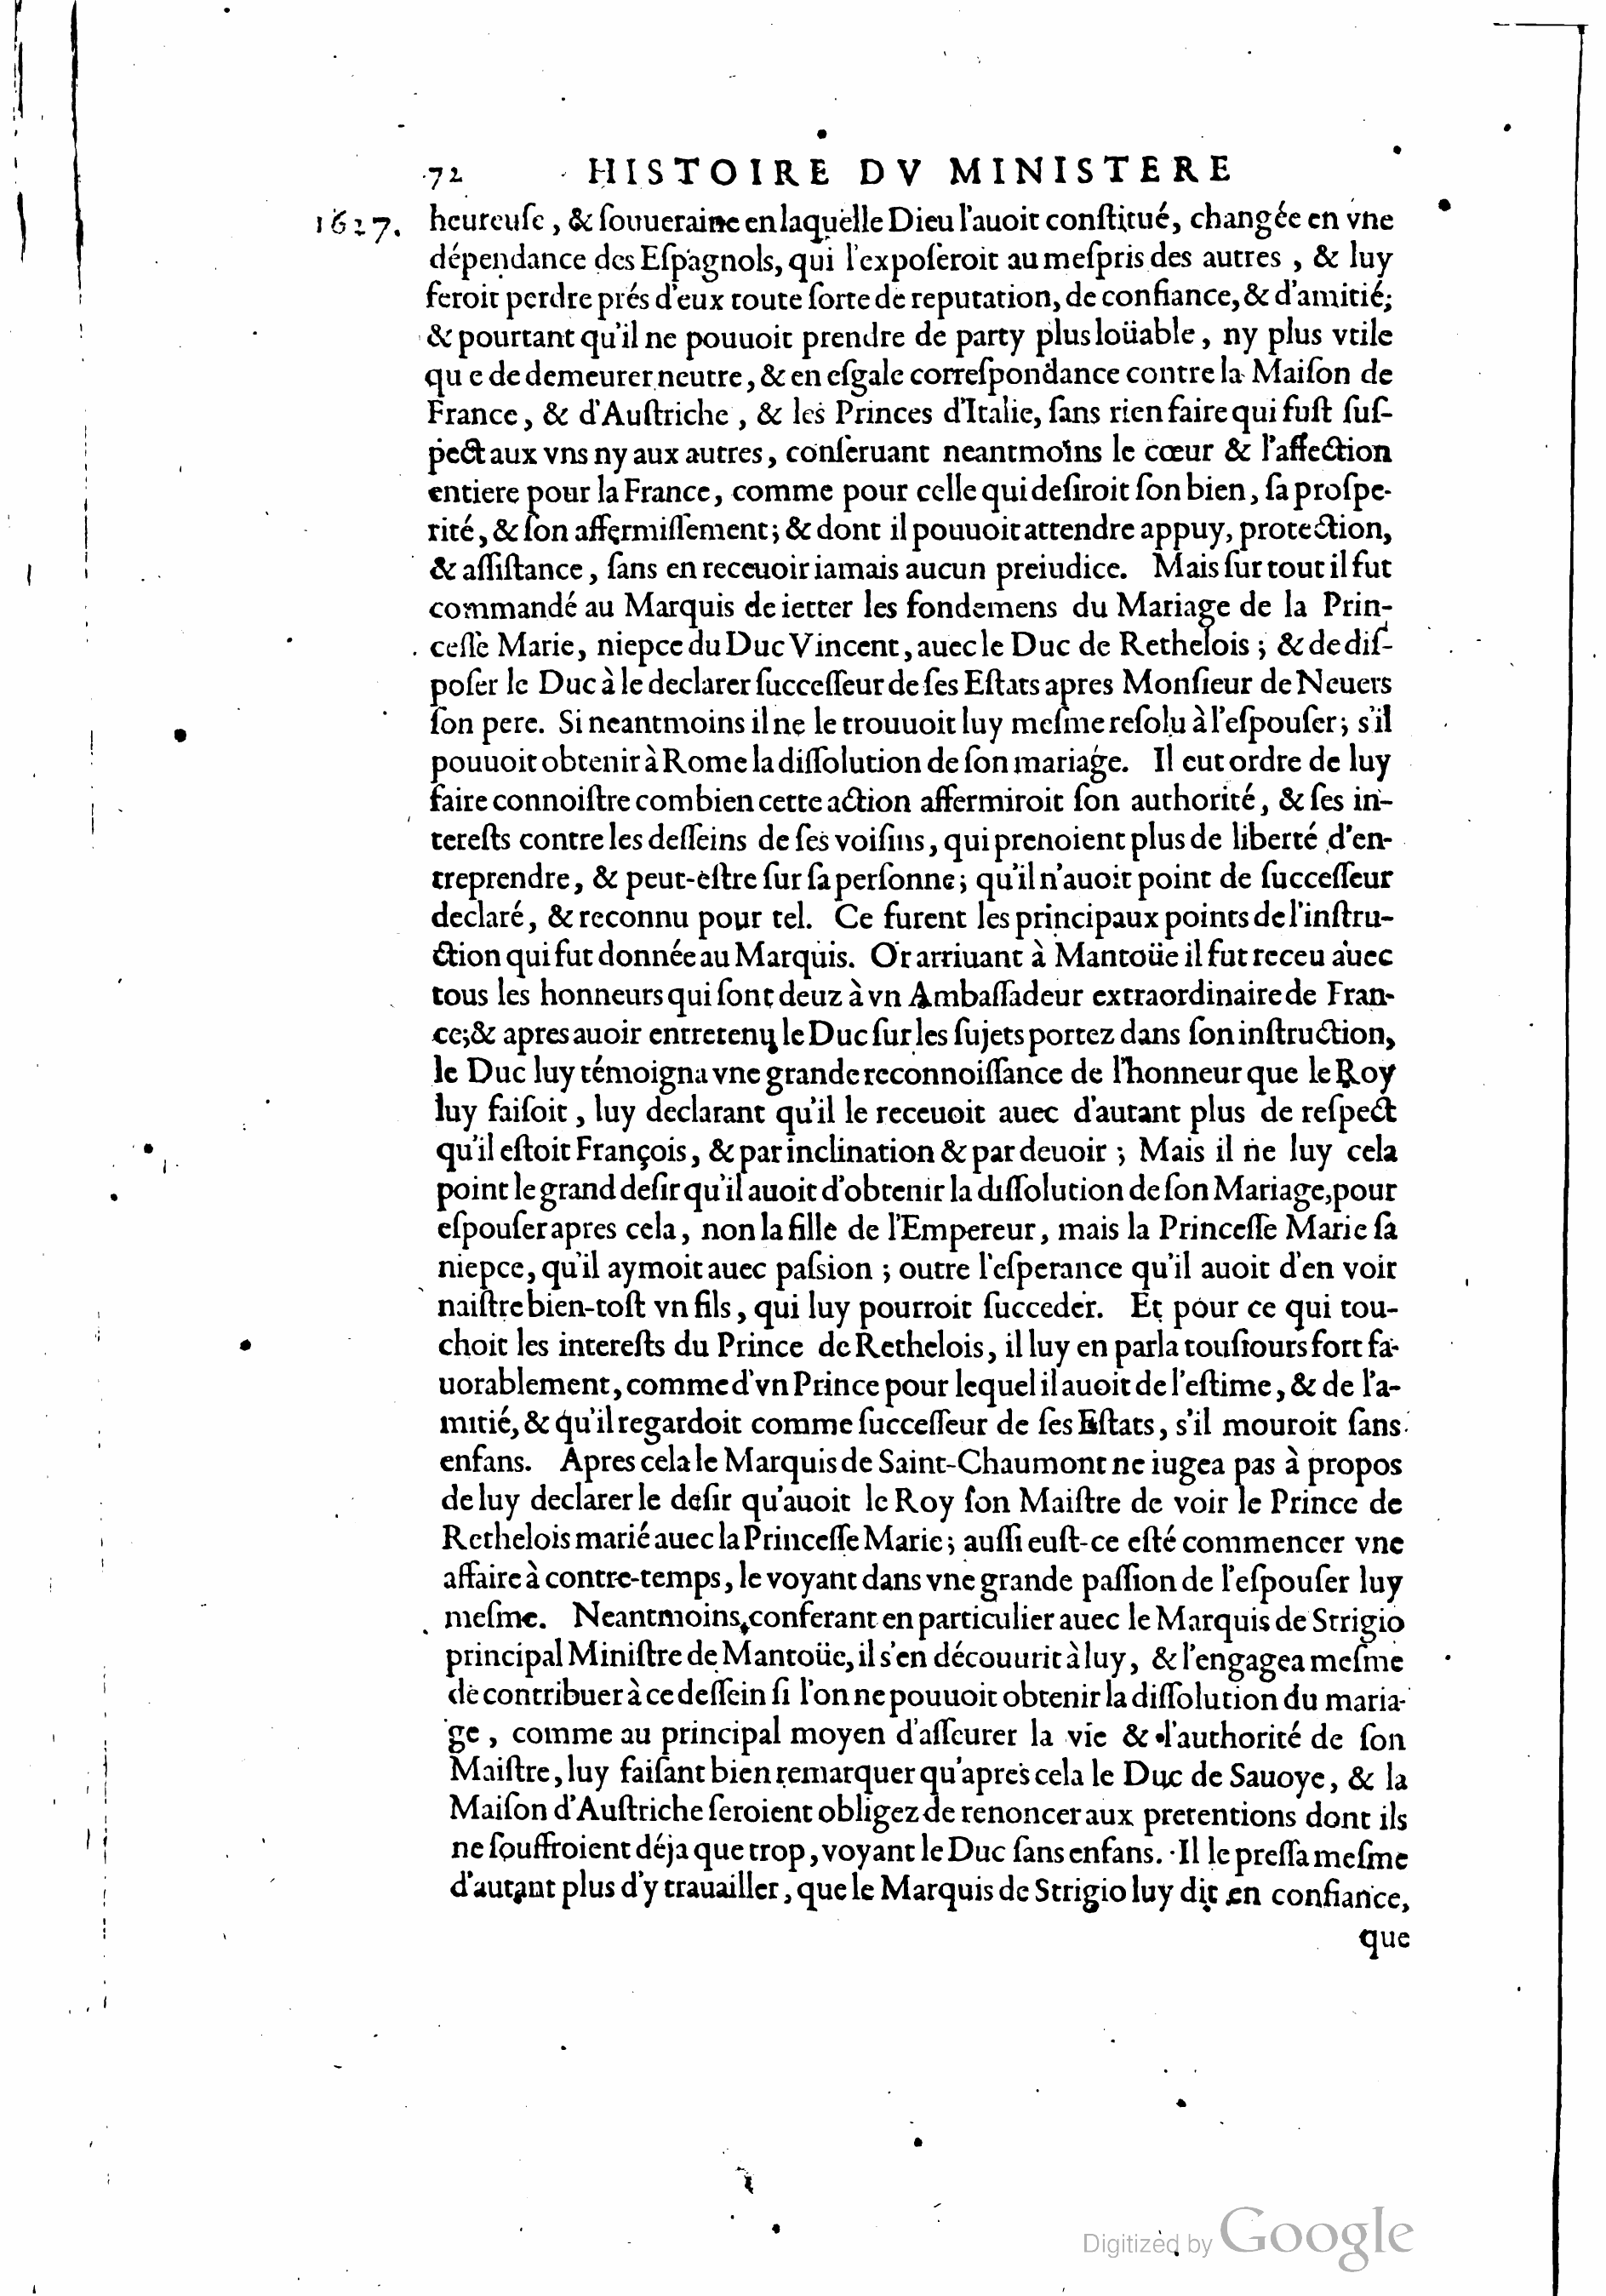 72 HISTOIRE DV MINISTERE
1627. heureuſe, & ſouueraine en laquelle Dieu l'auoit conſtitué, changée en vne
dépendance des Eſpagnols, qui l'expoſeroit au meſpris des autres, & luy
feroit perdre prés d'eux toute ſorte de reputation, de confiance, & d'amitié;
& pourtant qu'il ne pouuoit prendre de party plus loüable, ny plus vtile
qu e de demeurer neutre, & en eſgale correſpondance contre la Maiſon de
France, & d'Auſtriche, & les Princes d'Italie, ſans rien faire qui fuſt ſuſ-
pect aux vns ny aux autres, conſeruant neantmoins le cœur & l'affection
entiere pour la France, comme pour celle qui deſiroit ſon bien, ſa proſpe-
rité, & ſon affermiſſement; & dont il pouuoit attendre appuy, protection,
& aſſiſtance, ſans en receuoir iamais aucun preiudice. Mais ſur tout il fut
commandé au Marquis de ietter les fondemens du Mariage de la Prin-
ceſſe Marie, niepce du Duc Vincent, auec le Duc de Rethelois; & de diſ-
poſer le Duc à le declarer ſucceſſeur de ſes Eſtats apres Monſieur de Neuers
ſon pere. Si neantmoins il ne le trouuoit luy meſme reſolu à l'eſpouſer; s'il
pouuoit obtenir à Rome la diſſolution de ſon mariage. Il eut ordre de luy
faire connoiſtre combien cette action affermiroit ſon authorité, & ſes in-
tereſts contre les deſſeins de ſes voiſins, qui prenoient plus de liberté d'en-
treprendre, & peut-eſtre ſur ſa perſonne; qu'il n'auoit point de ſucceſſeur
declaré, & reconnu pour tel. Ce furent les principaux points de l'inſtru-
ction qui fut donnée au Marquis. Or arriuant à Mantoüe il fut receu auec
tous les honneurs qui ſont deuz à vn Ambaſſadeur extraordinaire de Fran-
ce; & apres auoir entretenu le Duc ſur les ſujets portez dans ſon inſtruction,
le Duc luy témoigna vne grande reconnoiſſance de l'honneur que le Roy
luy faiſoit, luy declarant qu'il le receuoit auec d'autant plus de reſpect
qu'il eſtoit François, & par inclination & par deuoir; Mais il ne luy cela
point le grand deſir qu'il auoit d'obtenir la diſſolution de ſon Mariage, pour
eſpouſer apres cela, non la fille de l'Empereur, mais la Princeſſe Marie ſa
niepce, qu'il aymoit auec paſsion; outre l'eſperance qu'il auoit d'en voir
naiſtre bien-toſt vn fils, qui luy pourroit ſucceder. Et pour ce qui tou-
choit les intereſts du Prince de Rethelois, il luy en parla touſiours fort fa-
uorablement, comme d'vn Prince pour lequel il auoit de l'eſtime, & de l'a-
mitié, & qu'il regardoit comme ſucceſſeur de ſes Eſtats, s'il mouroit ſans
enfans. Apres cela le Marquis de Saint-Chaumont ne iugea pas à propos
de luy declarer le deſir qu'auoit le Roy ſon Maiſtre de voir le Prince de
Rethelois marié auec la Princeſſe Marie; auſſi euſt-ce eſté commencer vne
affaire à contre-temps, le voyant dans vne grande paſſion de l'eſpouſer luy
meſme. Neantmoins, conferant en particulier auec le Marquis de Strigio
principal Miniſtre de Mantoüe, il s'en découurit à luy, & l'engagea meſme
de contribuer à ce deſſein ſi l'on ne pouuoit obtenir la diſſolution du maria-
ge, comme au principal moyen d'aſſeurer la vie & l'authorité de ſon
Maiſtre, luy faiſant bien remarquer qu'apres cela le Duc de Sauoye, & la
Maiſon d'Auſtriche ſeroient obligez de renoncer aux pretentions dont ils
ne ſouffroient déja que trop, voyant le Duc ſans enfans. Il le preſſa meſme
d'autant plus d'y trauailler, que le Marquis de Strigio luy dit en confiance,
que
Digitized by Google